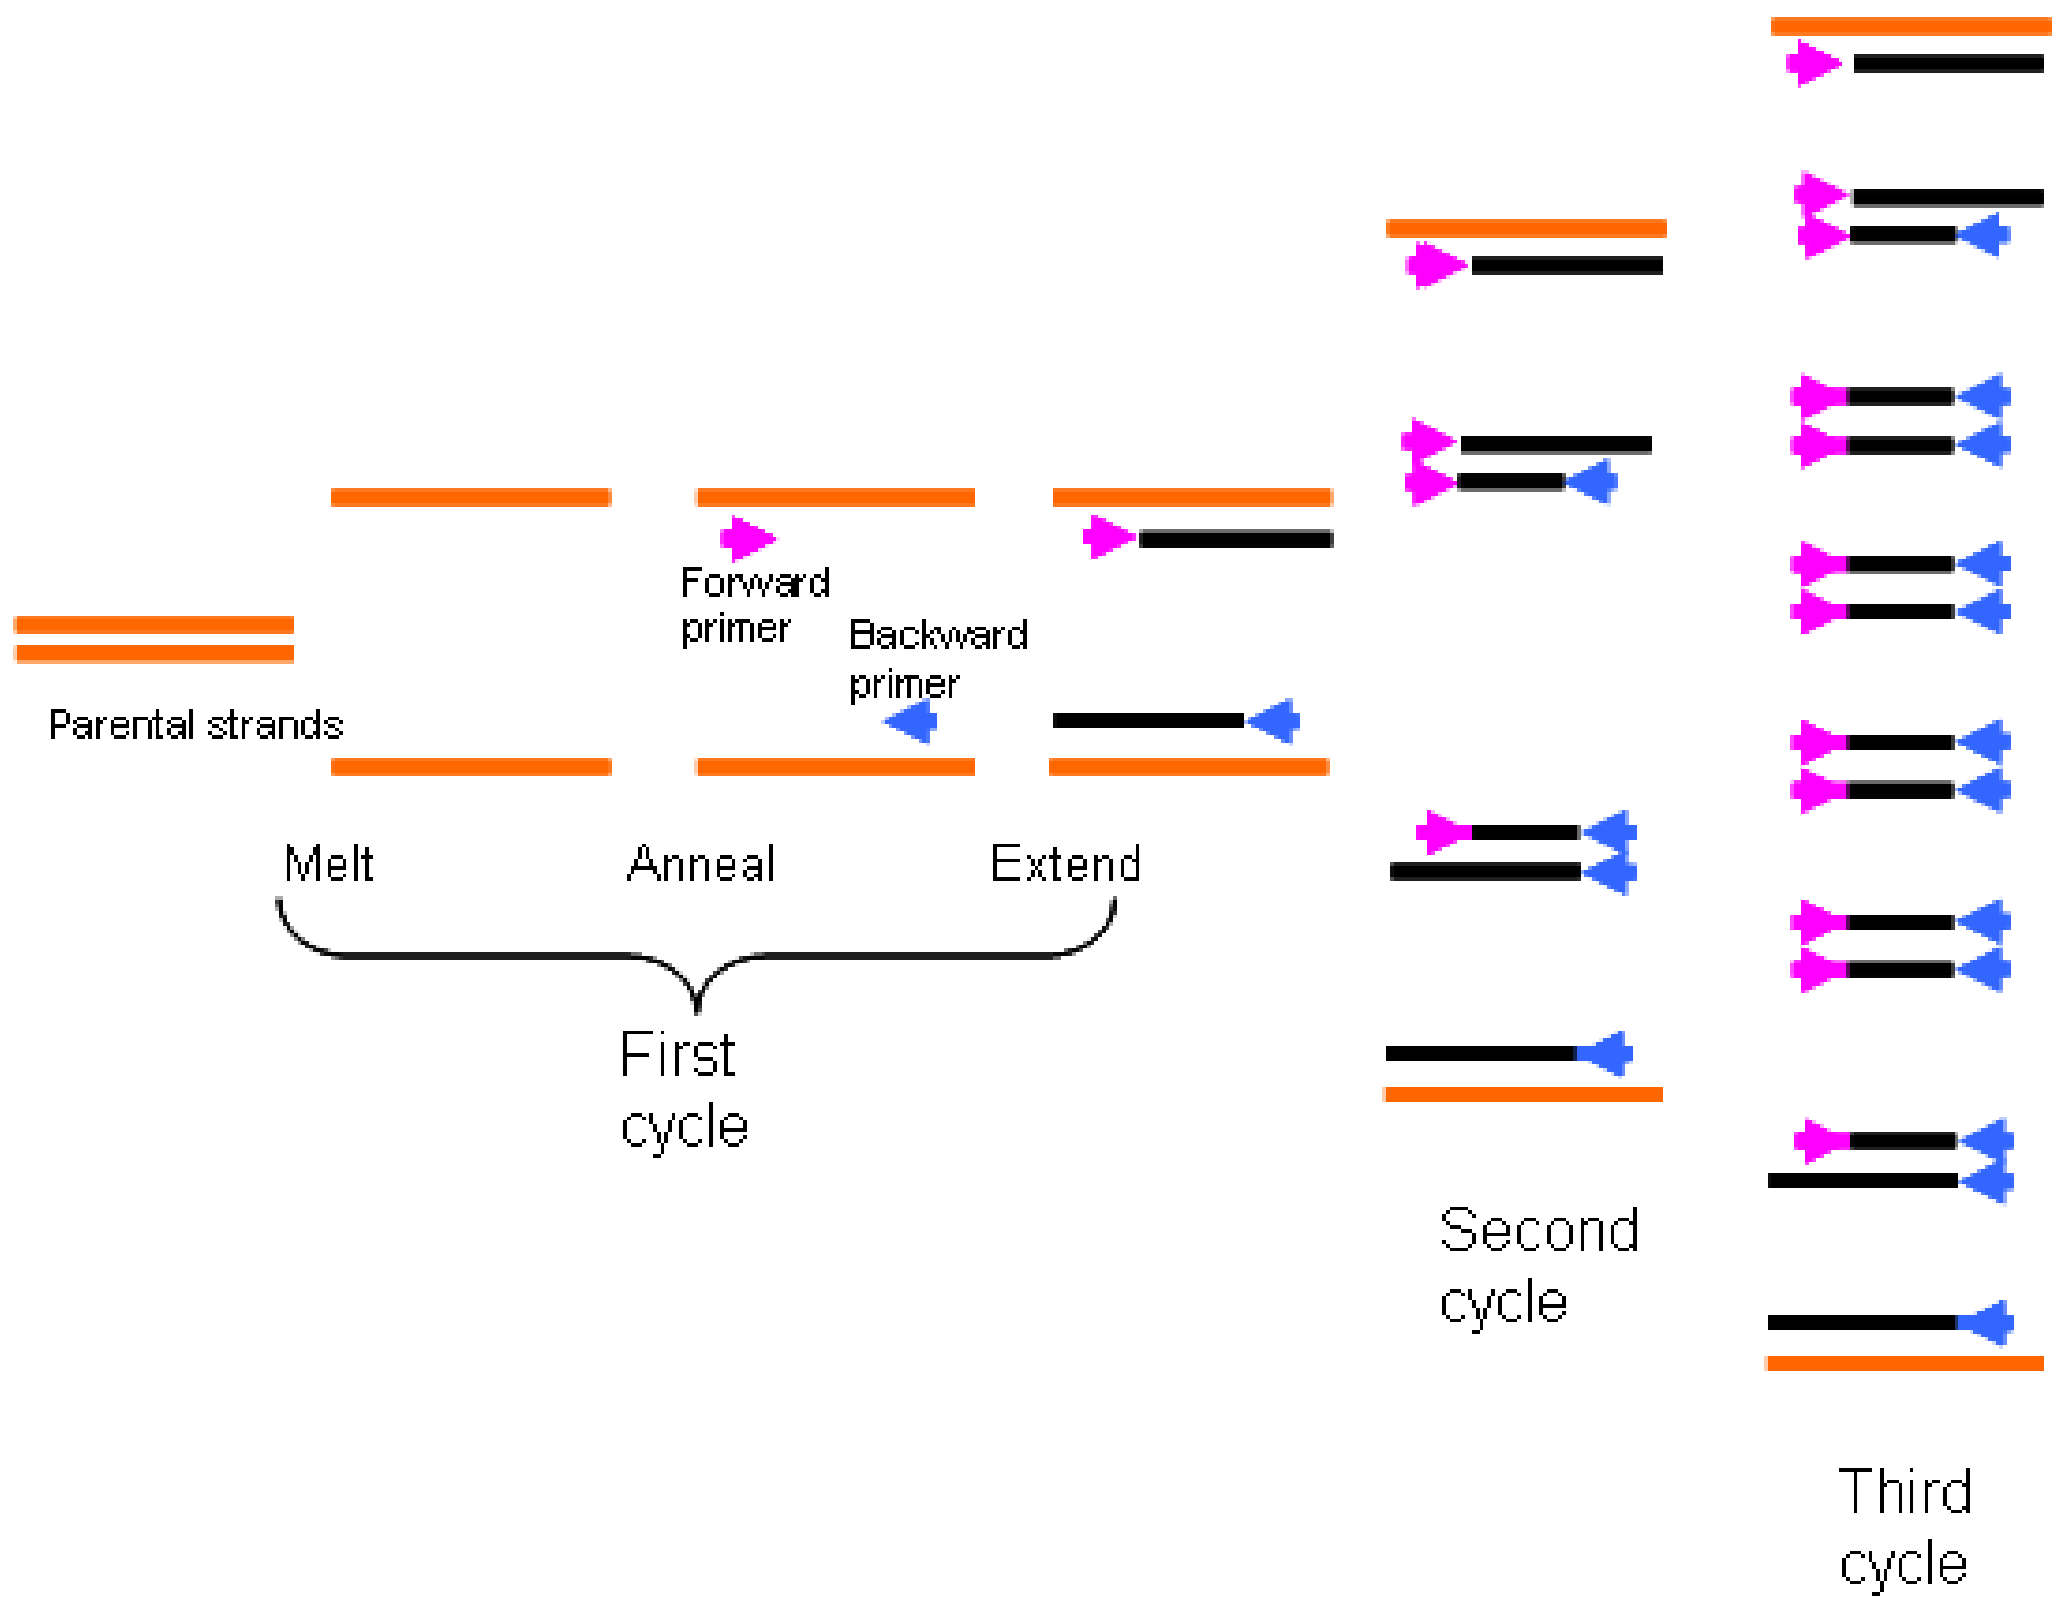 Forward
primer
Backward
primer
Parental strands
Melt
Anneal
Extend
First
cycle
Second
cycle
Third
cycle